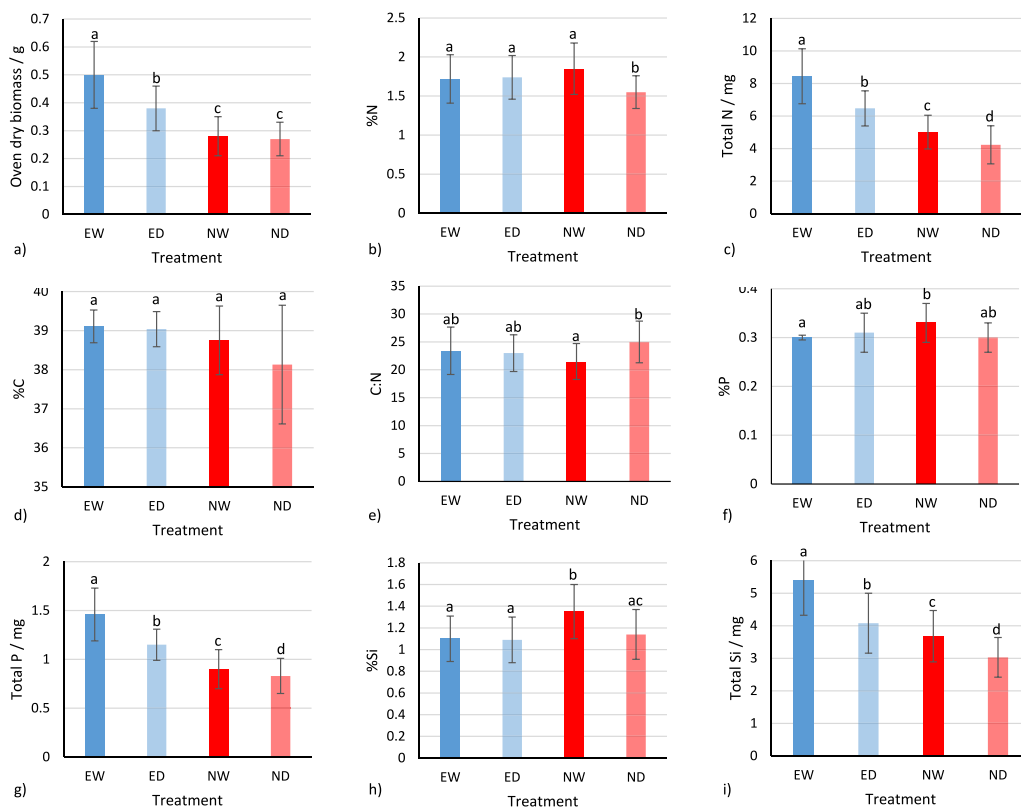 0.7
0.6
0.5
0.4
0.3
0.2
0.1
0
Oven dry biomass / g
a
b
c
c
EW ED NW ND
Treatment
a)
2.5
2
1.5
1
0.5
0
%N
a
a
a
b
EW ED NW ND
Treatment
b)
12
10
8
6
4
2
0
Total N / mg
a
b
c
d
EW ED NW ND
Treatment
c)
40
39
38
37
36
35
%C
a
a
a
a
EW ED NW ND
Treatment
d)
35
30
25
20
15
10
5
0
C:N
ab
ab
a
b
EW ED NW ND
Treatment
e)
0.4
0.3
0.2
0.1
0
%P
a
ab
b
ab
EW ED NW ND
Treatment
f)
2
1.5
1
0.5
0
Total P / mg
a
b
c
d
EW ED NW ND
Treatment
g)
1.8
1.6
1.4
1.2
1
0.8
0.6
0.4
0.2
0
%Si
a
a
b
ac
EW ED NW ND
Treatment
h)
6
5
4
3
2
1
0
Total Si / mg
a
b
c
d
EW ED NW ND
Treatment
i)